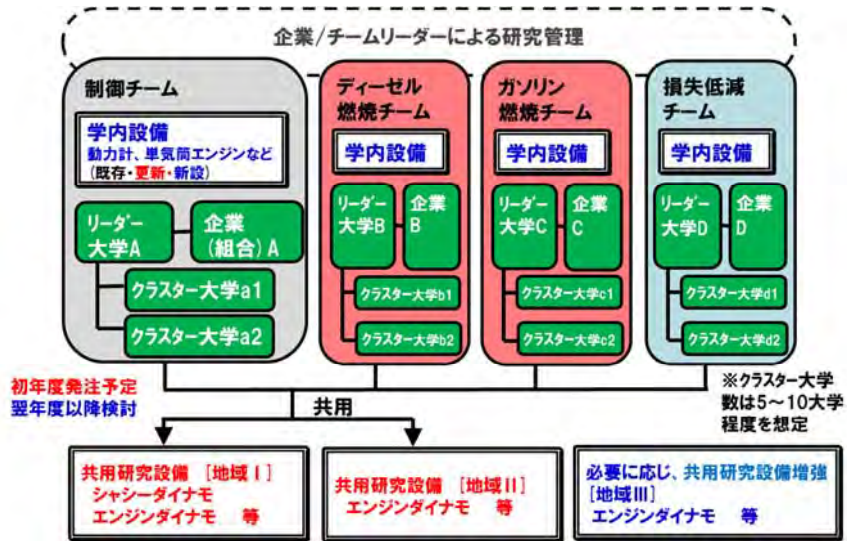 企業/チームリーダーによる研究管理
制御チーム
学内設備
動力計、単気筒エンジンなど
(既存・更新・新設)
リーダー
大学A
企業
(組合) A
クラスター大学a1
クラスター大学a2
ディーゼル
燃焼チーム
学内設備
リーダー
大学B
企業
B
クラスター大学b1
クラスター大学b2
ガソリン
燃焼チーム
学内設備
リーダー
大学C
企業
C
クラスター大学c1
クラスター大学c2
損失低減
チーム
学内設備
リーダー
大学D
企業
D
クラスター大学d1
クラスター大学d2
初年度発注予定
翌年度以降検討
共用
※クラスター大学
数は5～10大学
程度を想定
共用研究設備 [地域Ⅰ]
シャシーダイナモ
エンジンダイナモ 等
共用研究設備 [地域II]
エンジンダイナモ 等
必要に応じ、共用研究設備増強
[地域III]
エンジンダイナモ 等